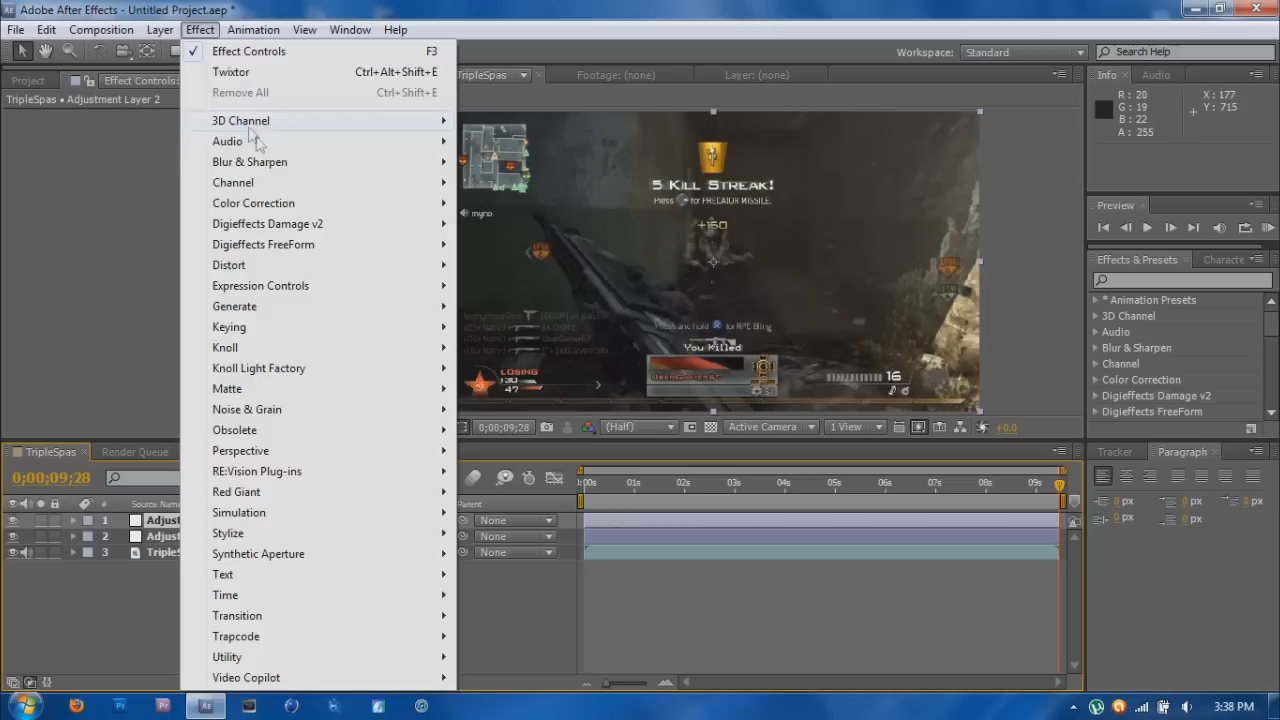 Adobe After Effects - Untitled Project.aep *
File Edit Composition Layer Effect Animation View Window Help
Workspace: Standard Search Help
Effect Controls F3
Twixtor Ctrl+Alt+Shift+E
Remove All Ctrl+Shift+E
3D Channel
Audio
Blur & Sharpen
Channel
Color Correction
Digieffects Damage v2
Digieffects FreeForm
Distort
Expression Controls
Generate
Keying
Knoll
Knoll Light Factory
Matte
Noise & Grain
Obsolete
Perspective
RE:Vision Plug-ins
Red Giant
Simulation
Stylize
Synthetic Aperture
Text
Time
Transition
Trapcode
Utility
Video Copilot
Project Effect Controls:
TripleSpas • Adjustment Layer 2
TripleSpas Footage: (none) Layer: (none)
5 Kill Streak!
Press for PREDATOR MISSILE.
myno
+150
You Killed
LOSING
47
16
0;00;09;28 (Half) Active Camera 1 View +0.0
Info Audio
R : 20 X : 177
G : 19 Y : 715
B : 22
A : 255
Preview
Effects & Presets Characte
* Animation Presets
3D Channel
Audio
Blur & Sharpen
Channel
Color Correction
Digieffects Damage v2
Digieffects FreeForm
Tracker Paragraph
0 px 0 px 0 px
0 px 0 px
TripleSpas Render Queue
0;00;09;28
Source Name Parent
1 Adjust None
2 Adjust None
3 TripleS None
:00s 01s 02s 03s 04s 05s 06s 07s 08s 09s
3:38 PM